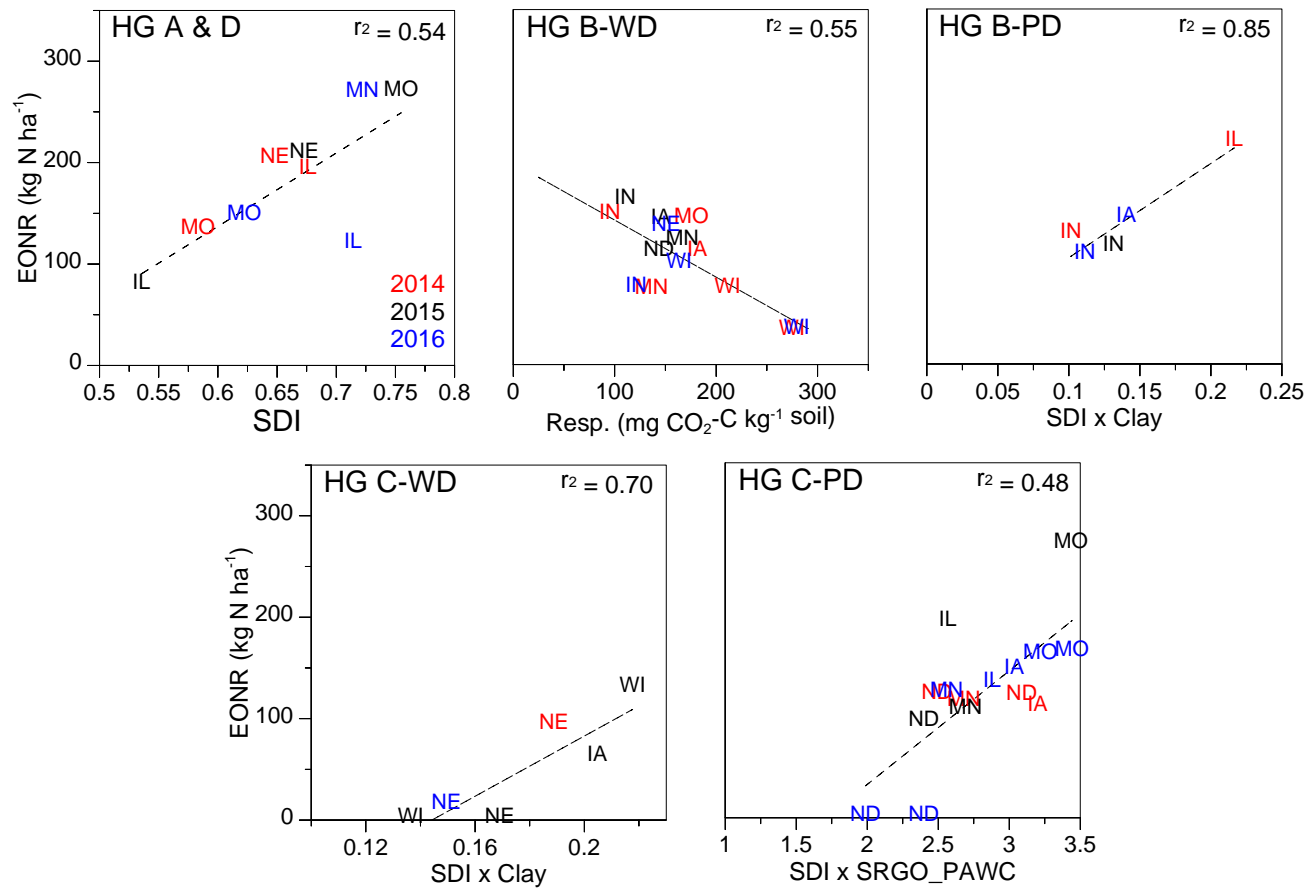 HG A & D
r2 = 0.54
EONR (kg N ha-1)
300
200
100
0
MN
MO
NE
NE
IL
MO
MO
IL
IL
2014
2015
2016
0.5
0.55
0.6
0.65
0.7
0.75
0.8
SDI
HG B-WD
r2 = 0.55
IN
IN
IA
MO
NE
MN
ND
IA
WI
IN
MN
WI
WI
WI
0
100
200
300
Resp. (mg CO2-C kg-1 soil)
HG B-PD
r2 = 0.85
IL
IA
IN
IN
IN
0
0.05
0.1
0.15
0.2
0.25
SDI x Clay
HG C-WD
r2 = 0.70
EONR (kg N ha-1)
300
200
100
0
WI
NE
IA
NE
WI
NE
0.12
0.16
0.2
SDI x Clay
HG C-PD
r2 = 0.48
MO
IL
MO
MO
IA
IL
ND
MN
MN
ND
IA
MN
ND
ND
ND
1
1.5
2
2.5
3
3.5
SDI x SRGO_PAWC